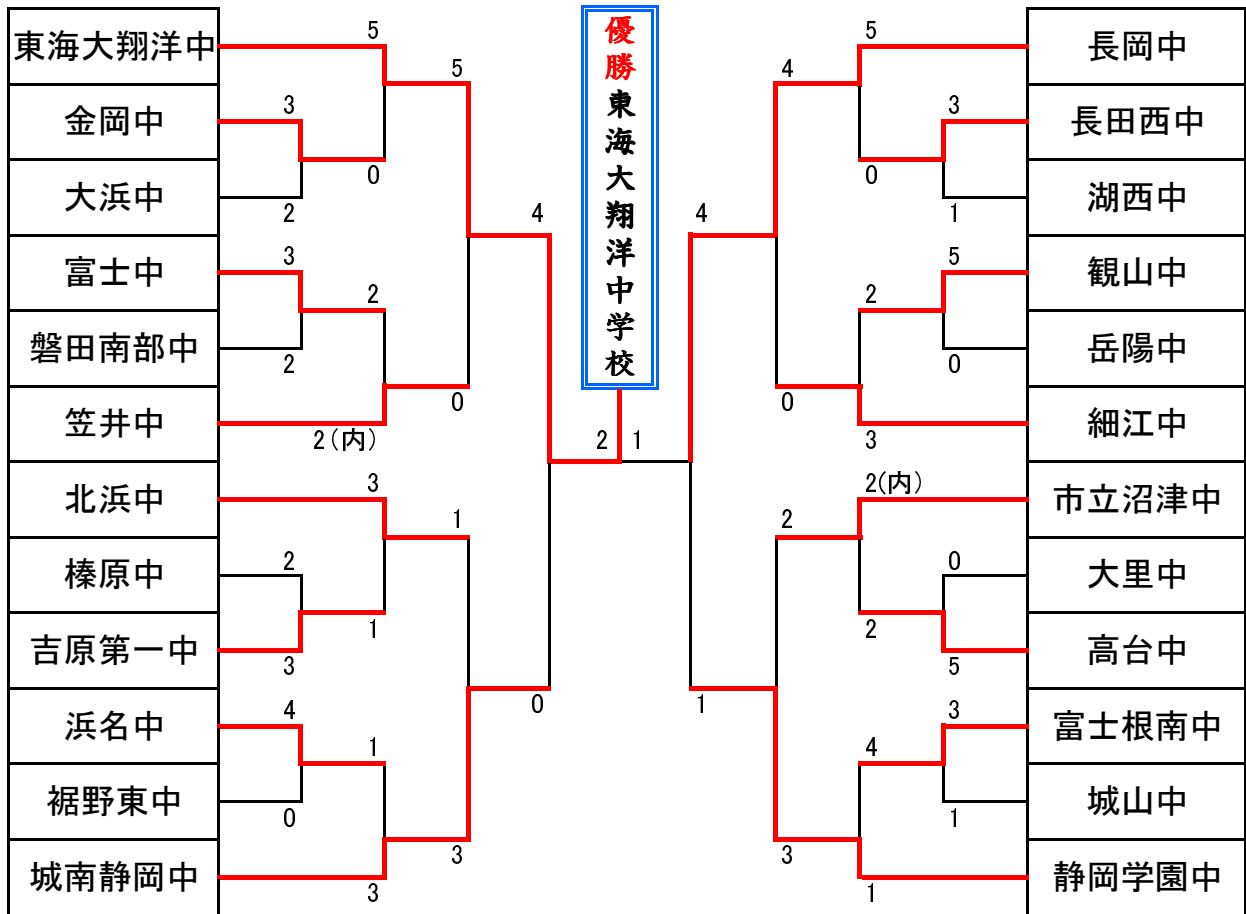 東海大翔洋中
金岡中
大浜中
富士中
磐田南部中
笠井中
北浜中
榛原中
吉原第一中
浜名中
裾野東中
城南静岡中
5
3
2
0
3
2
2
2(内)
5
0
3
2
3
1
4
0
1
3
1
3
4
0
優勝東海大翔洋中学校
2
1
4
1
4
0
2
3
5
0
2
3
2(内)
2
4
1
3
1
5
0
0
5
3
1
長岡中
長田西中
湖西中
観山中
岳陽中
細江中
市立沼津中
大里中
高台中
富士根南中
城山中
静岡学園中